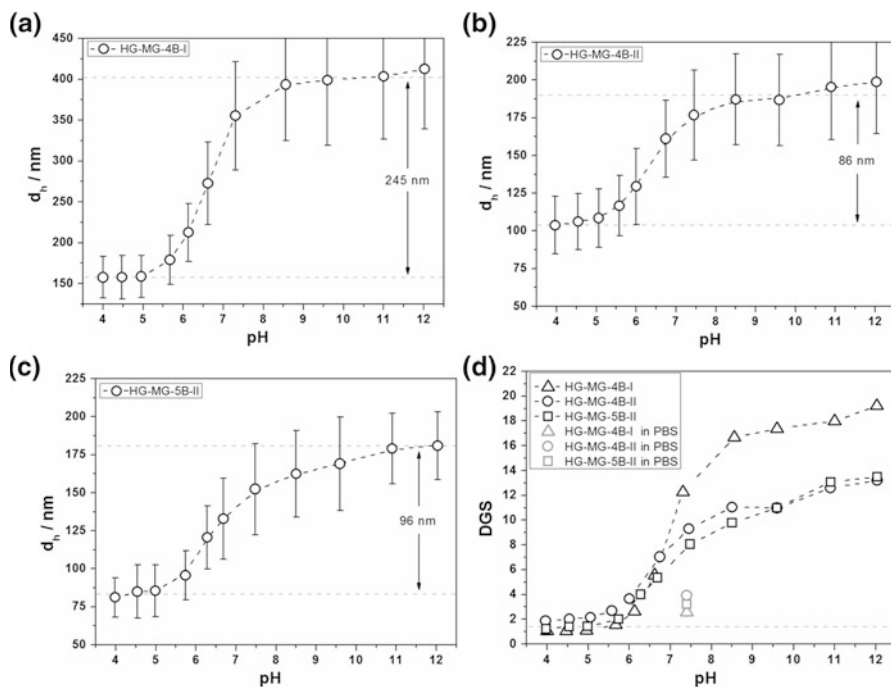 (a)
HG-MG-4B-I
450
400
350
300
250
200
150
d_h / nm
245 nm
4 5 6 7 8 9 10 11 12
pH
(b)
HG-MG-4B-II
225
200
175
150
125
100
75
50
d_h / nm
86 nm
4 5 6 7 8 9 10 11 12
pH
(c)
HG-MG-5B-II
225
200
175
150
125
100
75
50
d_h / nm
96 nm
4 5 6 7 8 9 10 11 12
pH
(d)
HG-MG-4B-I
HG-MG-4B-II
HG-MG-5B-II
HG-MG-4B-I in PBS
HG-MG-4B-II in PBS
HG-MG-5B-II in PBS
22
20
18
16
14
12
10
8
6
4
2
0
DGS
4 5 6 7 8 9 10 11 12
pH